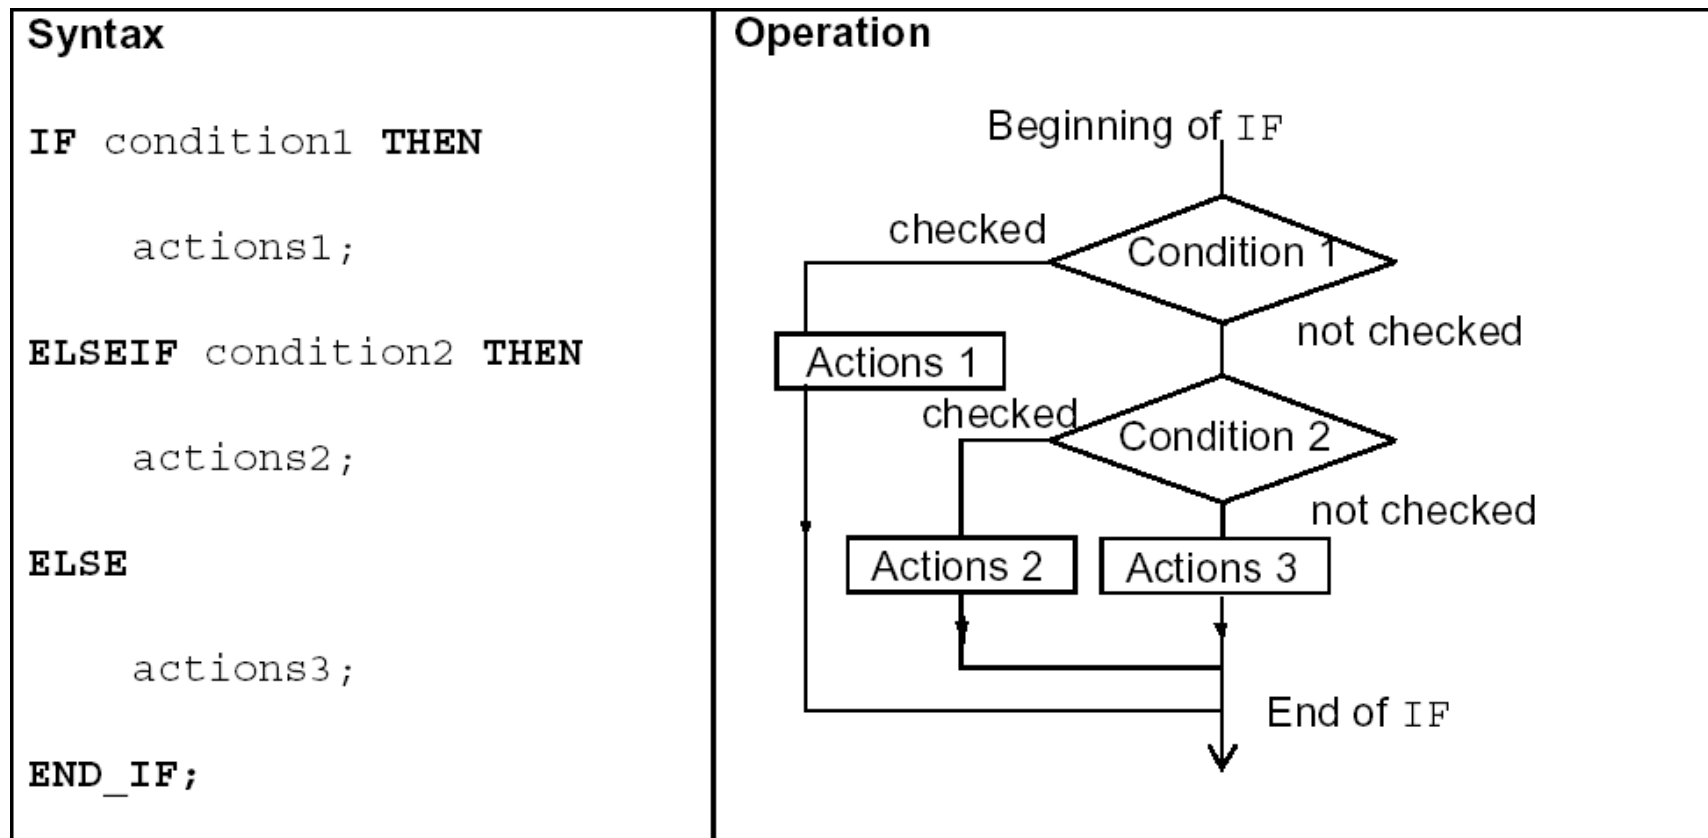 Syntax
IF condition1 THEN
actions1;
ELSEIF condition2 THEN
actions2;
ELSE
actions3;
END_IF;
Operation
Beginning of IF
checked
Condition 1
not checked
Actions 1
checked
Condition 2
not checked
Actions 2
Actions 3
End of IF